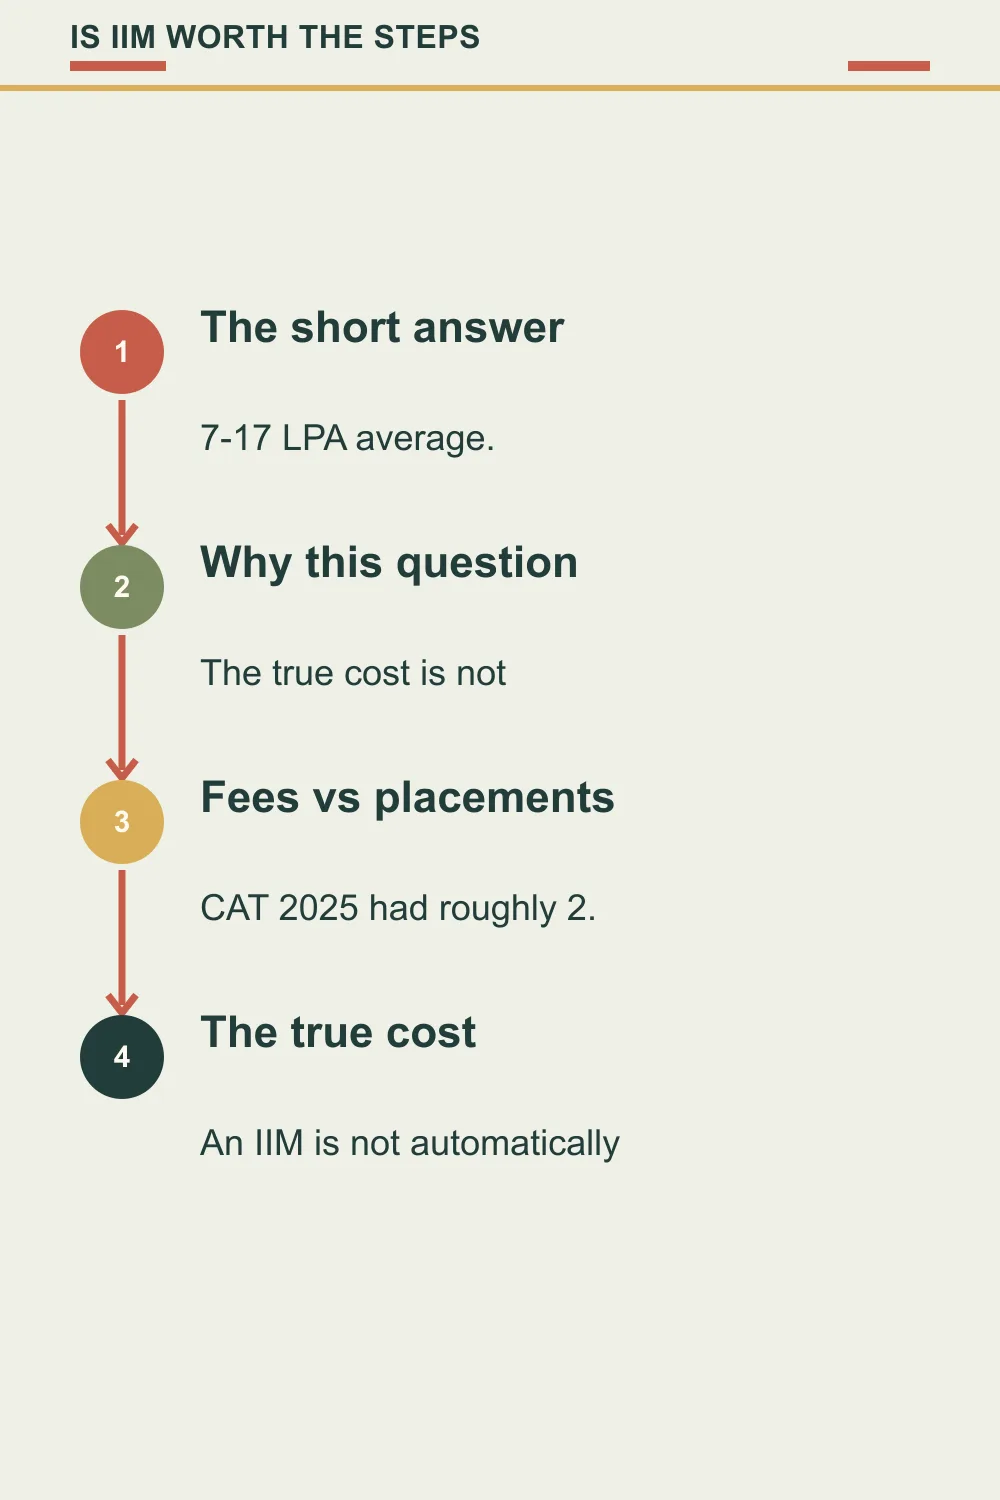 IS IIM WORTH THE STEPS
1
The short answer
7-17 LPA average.
2
Why this question
The true cost is not
3
Fees vs placements
CAT 2025 had roughly 2.
4
The true cost
An IIM is not automatically